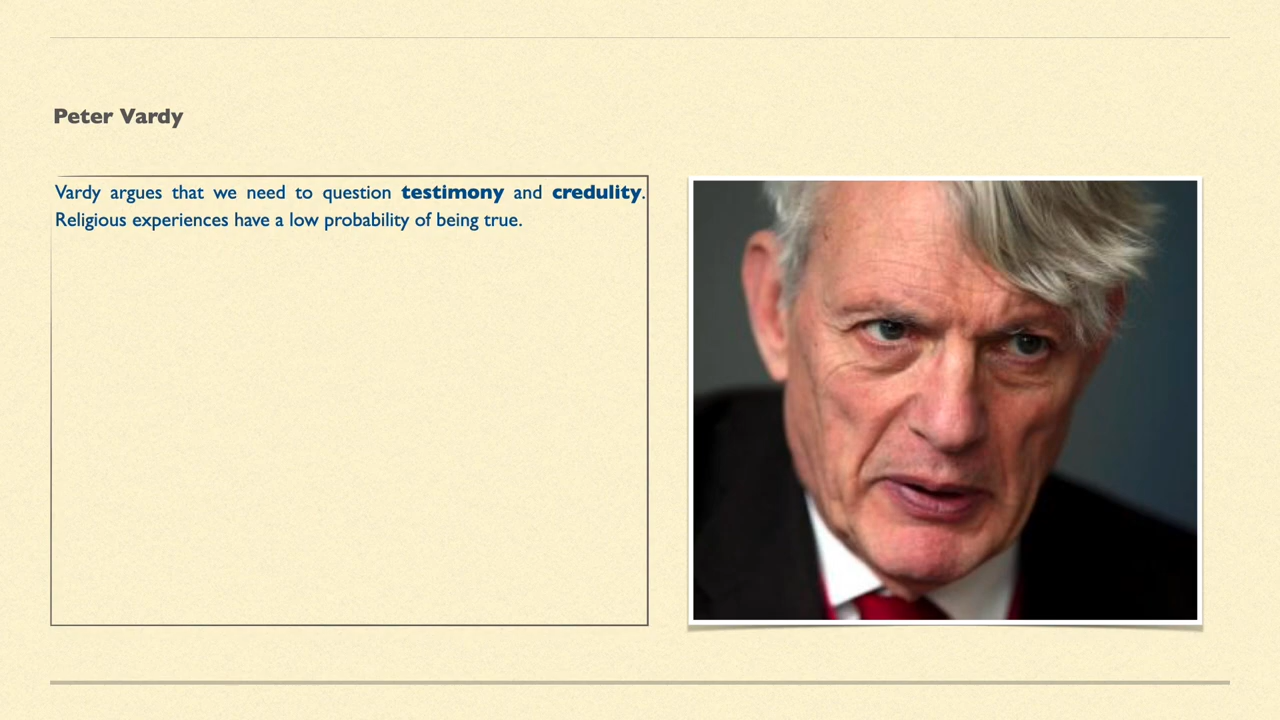 Peter Vardy
Vardy argues that we need to question testimony and credulity.
Religious experiences have a low probability of being true.